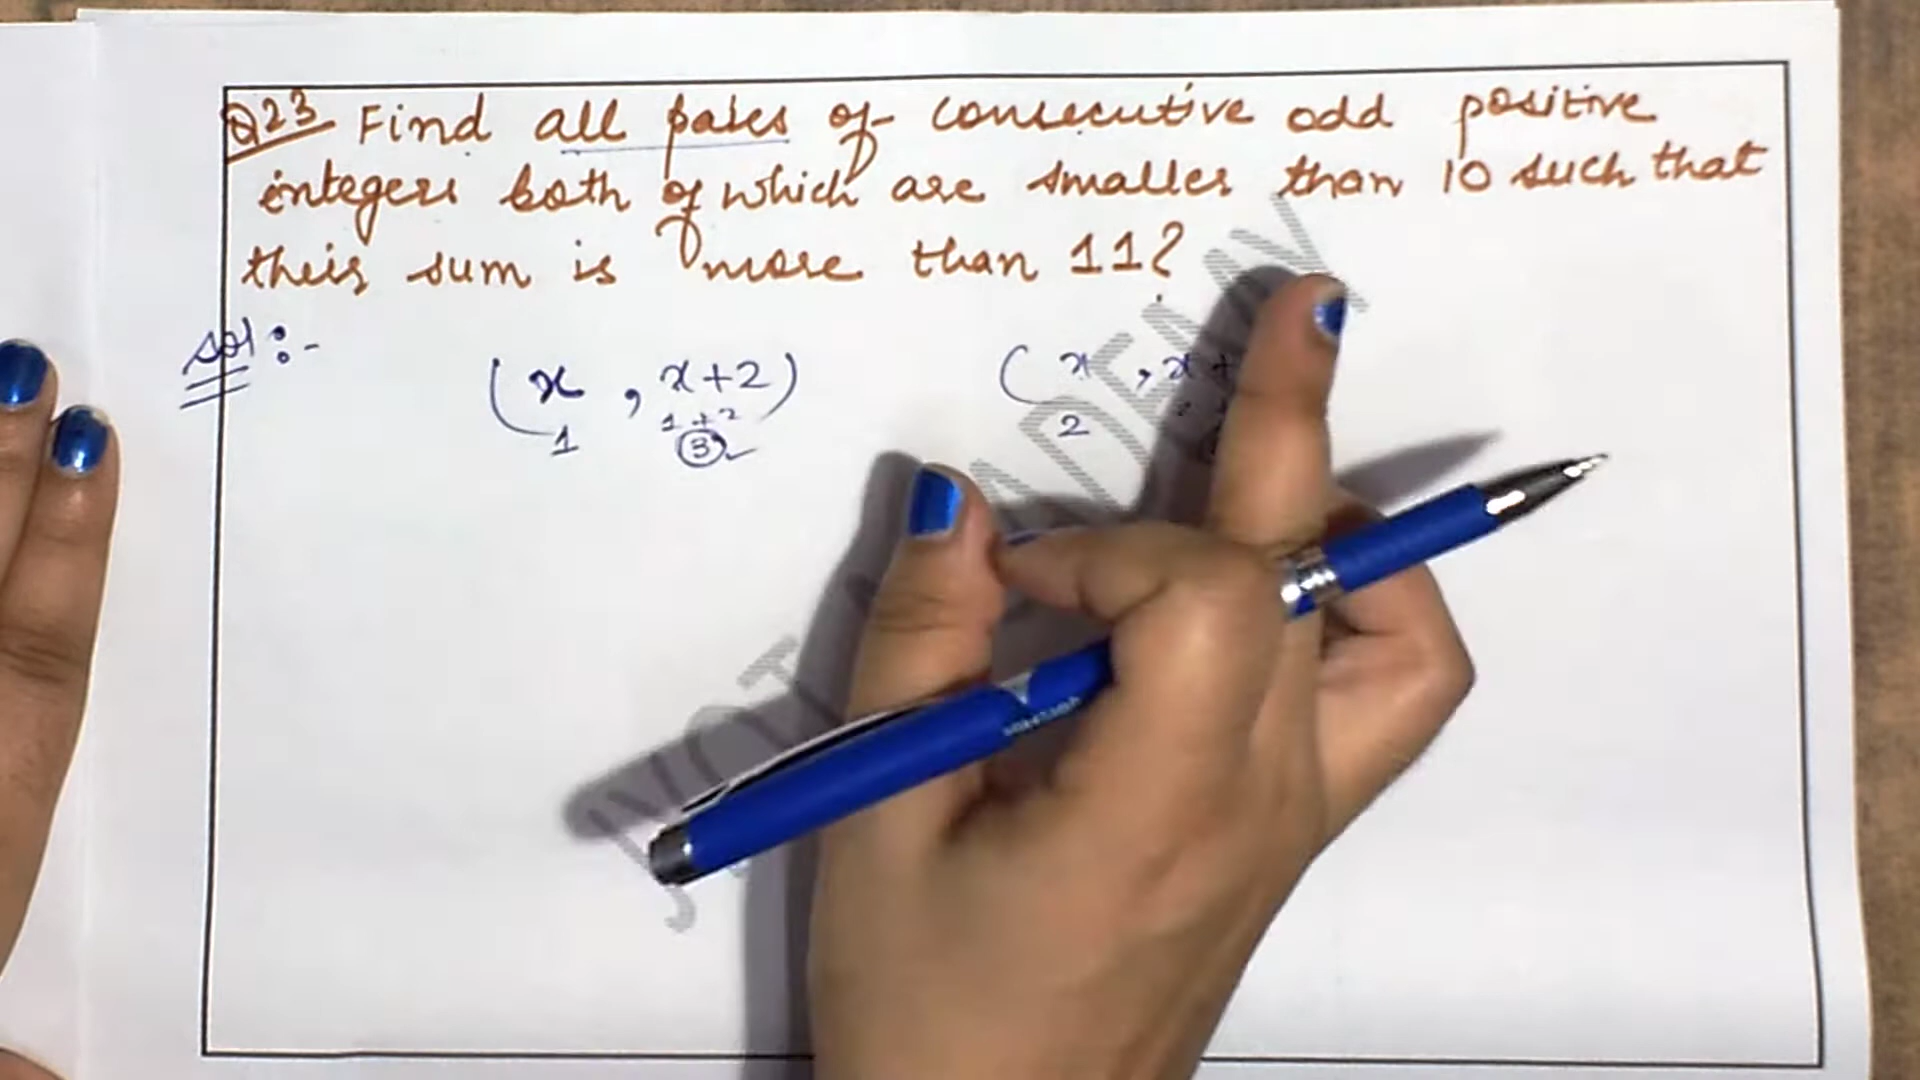 Q23 Find all pairs of consecutive odd positive
integers both of which are smaller than 10 such that
their sum is more than 11?
Sol:-
(x, x+2) (x, x+
1 1+2 2
3